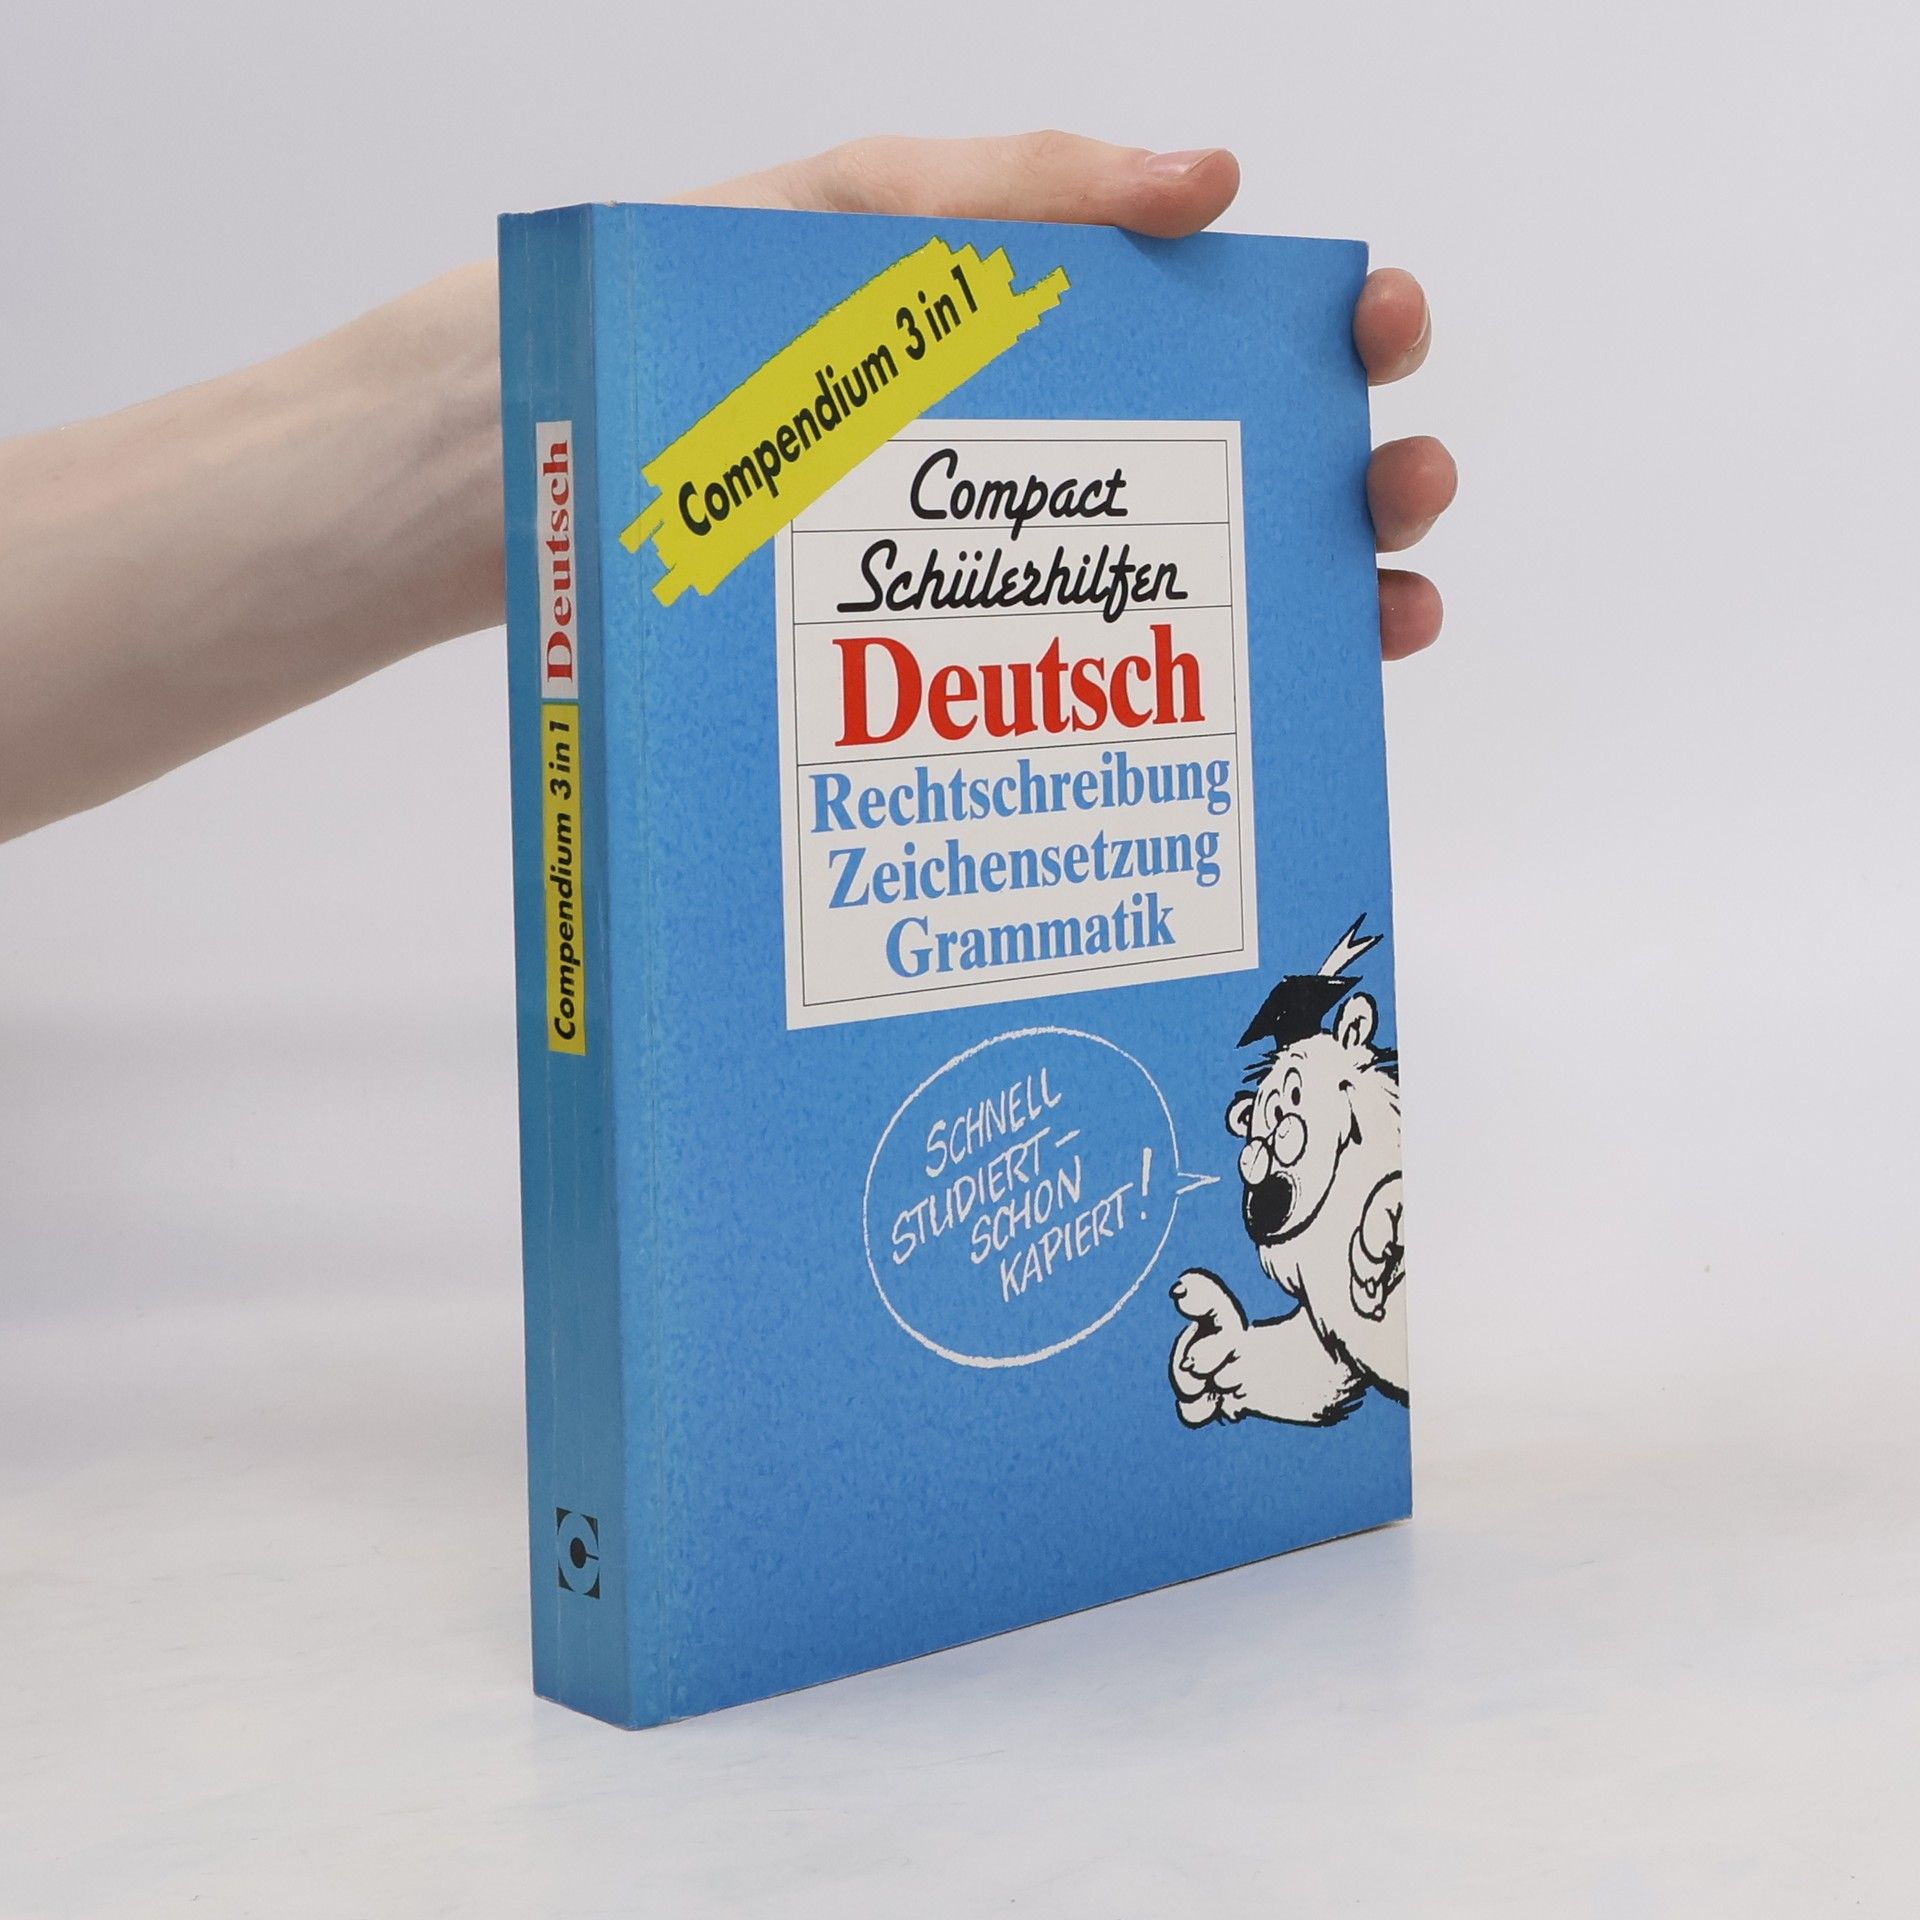 Compendium 3 in 1
Compact
Schülerhilfen
Deutsch
Rechtschreibung
Zeichensetzung
Grammatik
SCHNELL
STUDIERT–
SCHON
KAPIERT!
Compendium 3 in 1 Deutsch